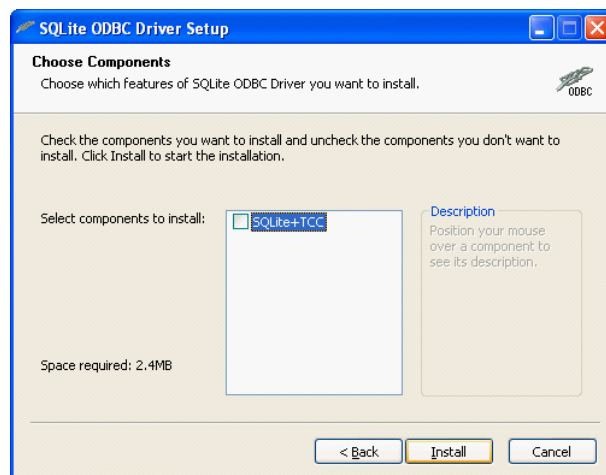 SQLite ODBC Driver Setup
Choose Components
Choose which features of SQLite ODBC Driver you want to install.
ODBC
Check the components you want to install and uncheck the components you don't want to
install. Click Install to start the installation.
Select components to install:
SQLite+TCC
Description
Position your mouse
over a component to
see its description.
Space required: 2.4MB
< Back
Install
Cancel